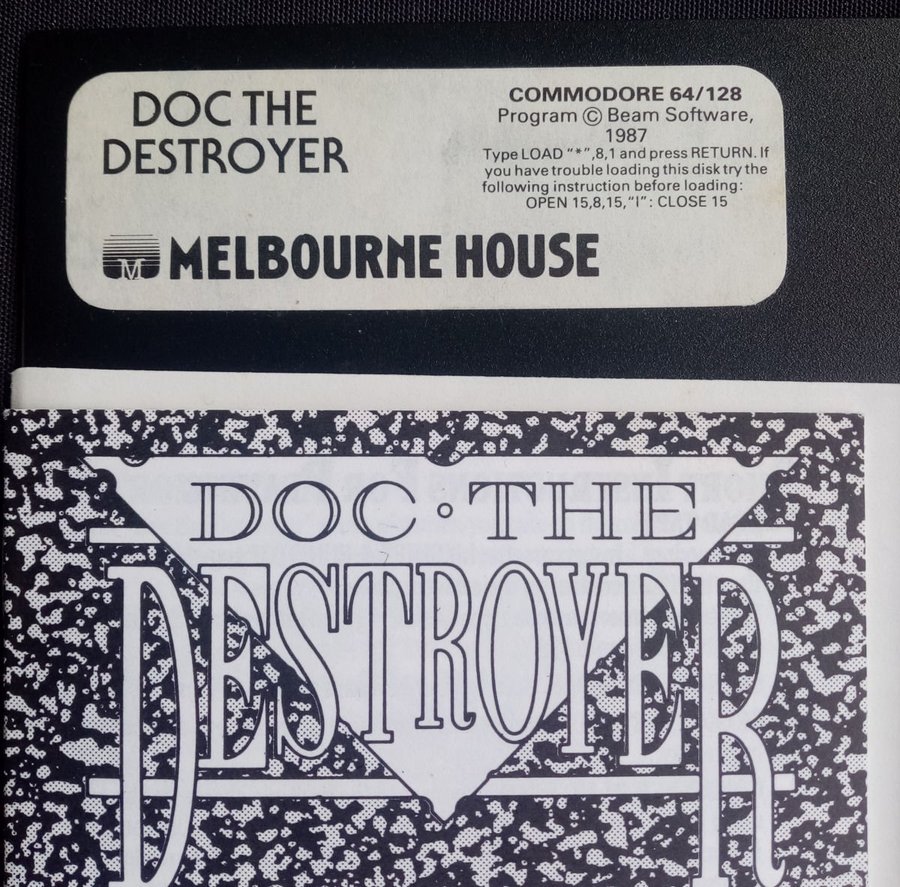 DOC THE
DESTROYER
COMMODORE 64/128
Program © Beam Software,
1987
Type LOAD "*",8,1 and press RETURN. If
you have trouble loading this disk try the
following instruction before loading:
OPEN 15,8,15,"I": CLOSE 15
M
MELBOURNE HOUSE
DOC • THE
DESTROYER